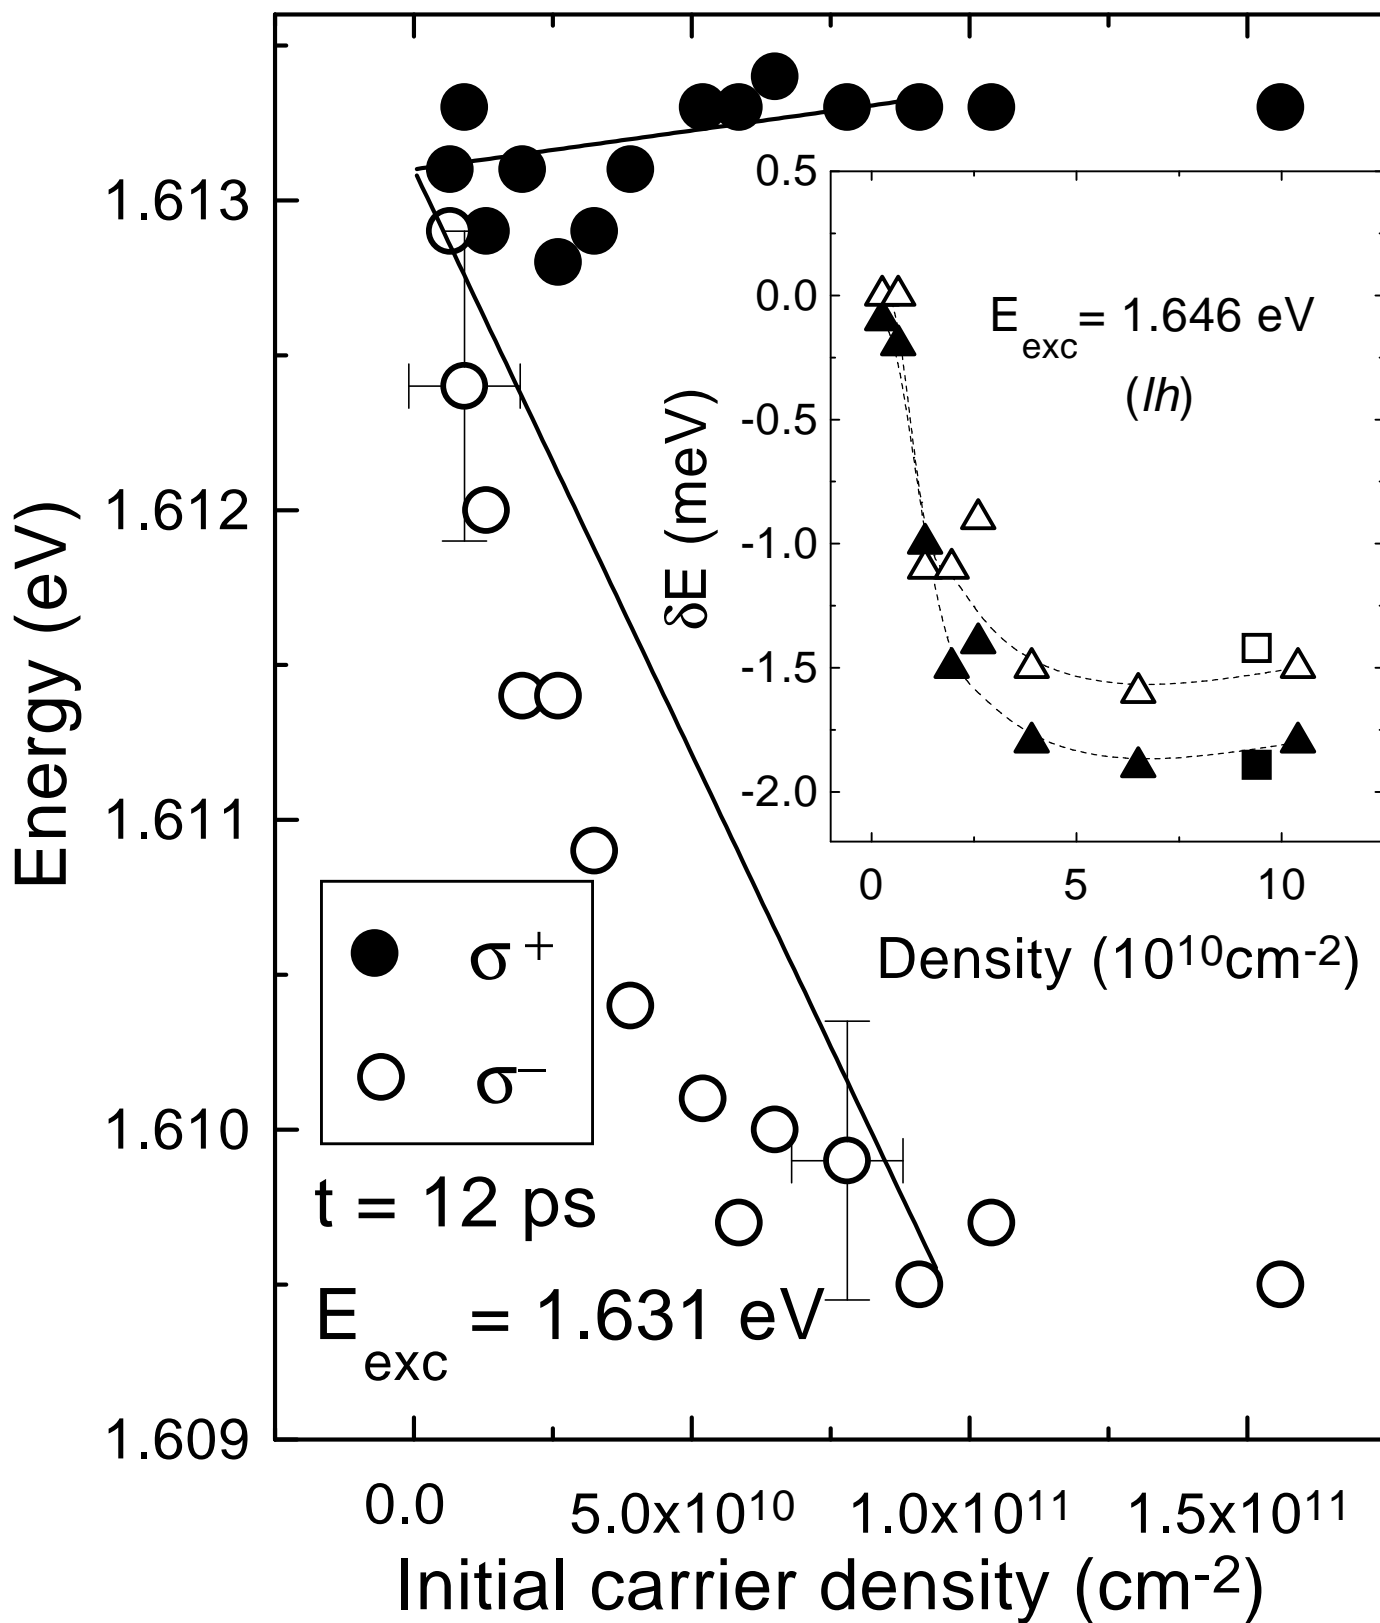 Energy (eV)
1.613
1.612
1.611
1.610
1.609
σ⁺
σ⁻
t = 12 ps
E_exc = 1.631 eV
0.0
5.0x10¹⁰
1.0x10¹¹
1.5x10¹¹
Initial carrier density (cm⁻²)
δE (meV)
0.5
0.0
-0.5
-1.0
-1.5
-2.0
E_exc = 1.646 eV
(lh)
0
5
10
Density (10¹⁰cm⁻²)